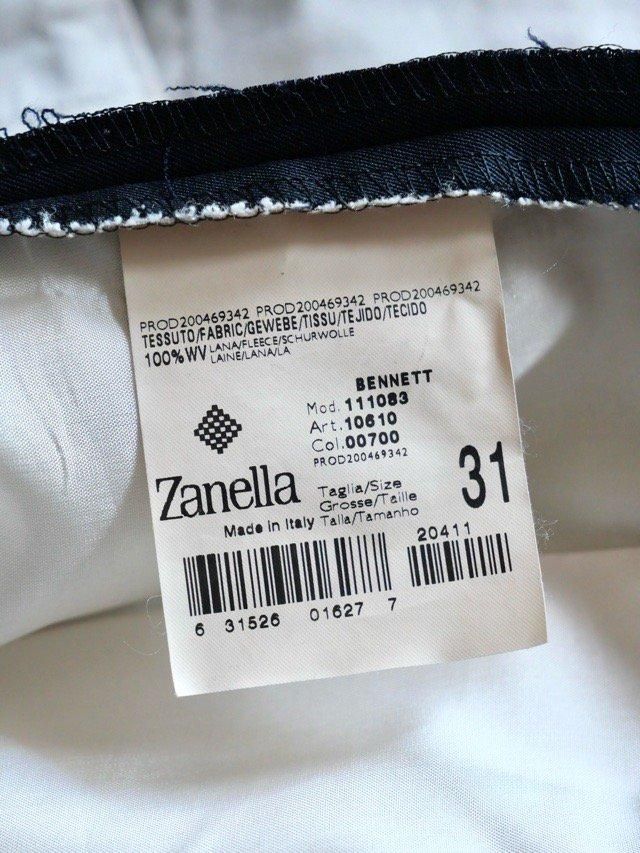 PROD200469342 PROD200469342 PROD200469342
TESSUTO/FABRIC/GEWEBE/TISSU/TEJIDO/TECIDO
100%WV LANA/FLEECE/SCHURWOLLE
LAINE/LANA/LA
BENNETT
Mod. 111083
Art. 10610
Col. 00700
PROD200469342
Zanella
Taglia/Size
Grosse/Taille
Talla/Tamanho
31
Made in Italy
20411
6 31526 01627 7